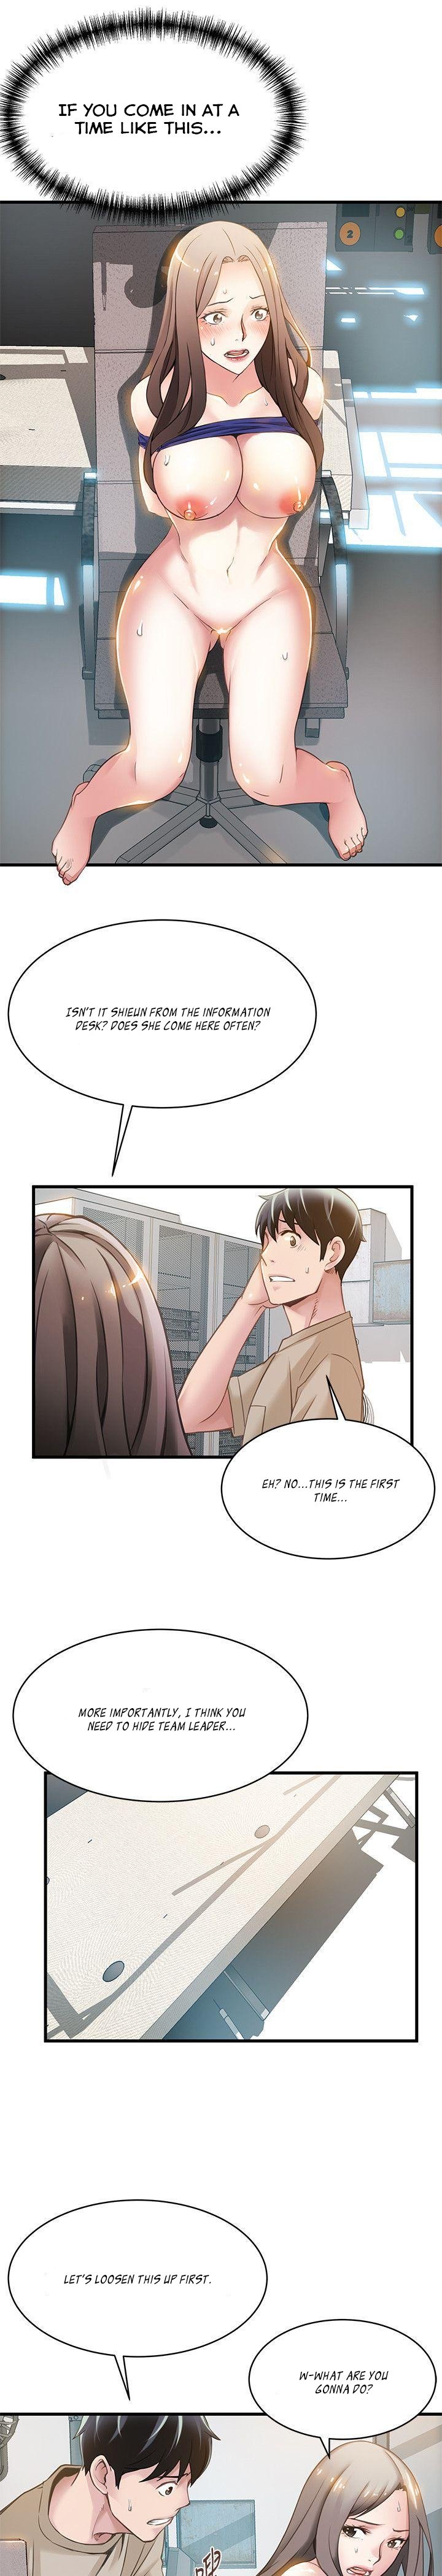 IF YOU COME IN AT A
TIME LIKE THIS...
2
ISN'T IT SHIEUN FROM THE INFORMATION
DESK? DOES SHE COME HERE OFTEN?
EH? NO...THIS IS THE FIRST
TIME...
MORE IMPORTANTLY, I THINK YOU
NEED TO HIDE TEAM LEADER...
LET'S LOOSEN THIS UP FIRST.
W-WHAT ARE YOU
GONNA DO?